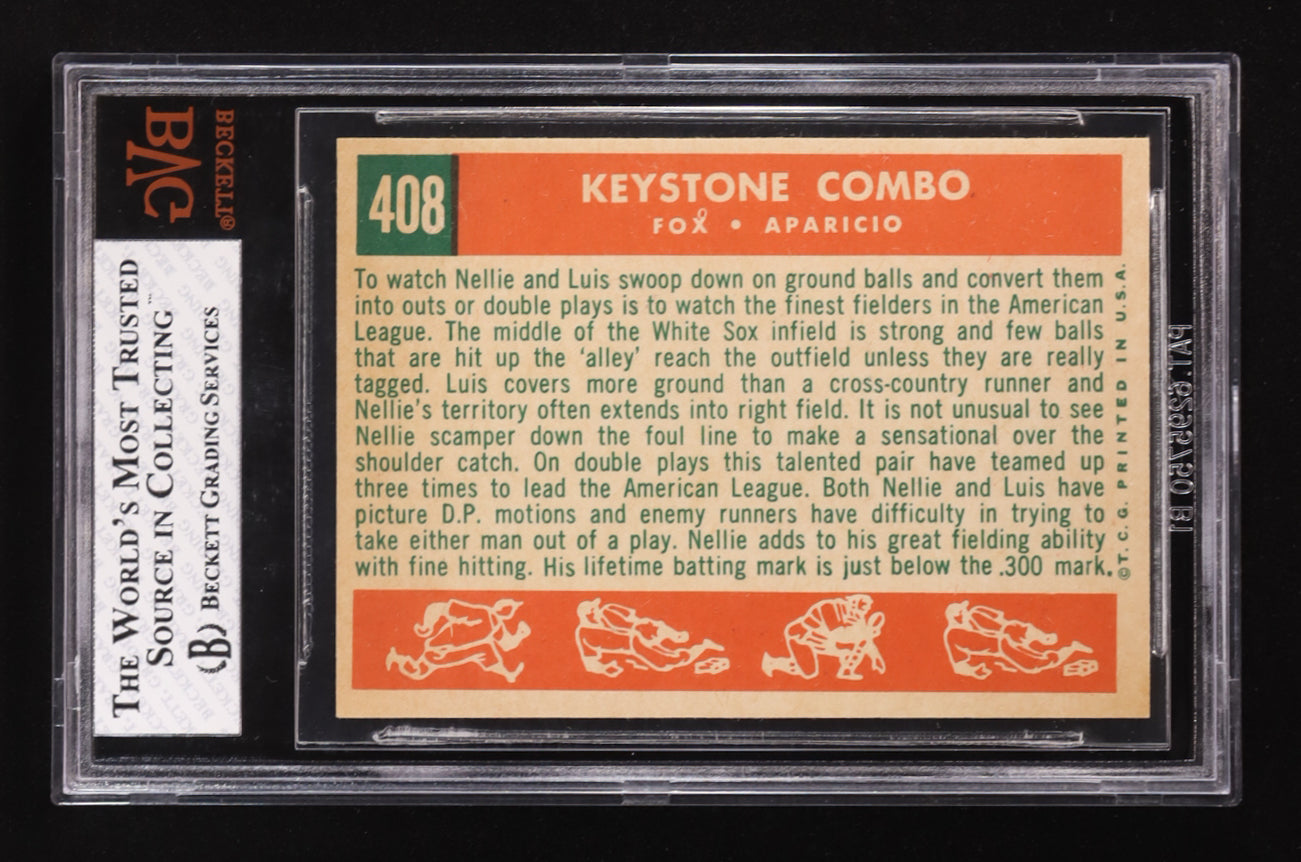 BECKETT®
BVG
THE WORLD'S MOST TRUSTED
SOURCE IN COLLECTING™
(B) BECKETT GRADING SERVICES
408
KEYSTONE COMBO
FOX • APARICIO
To watch Nellie and Luis swoop down on ground balls and convert them
into outs or double plays is to watch the finest fielders in the American
League. The middle of the White Sox infield is strong and few balls
that are hit up the ‘alley’ reach the outfield unless they are really
tagged. Luis covers more ground than a cross-country runner and
Nellie's territory often extends into right field. It is not unusual to see
Nellie scamper down the foul line to make a sensational over the
shoulder catch. On double plays this talented pair have teamed up
three times to lead the American League. Both Nellie and Luis have
picture D.P. motions and enemy runners have difficulty in trying to
take either man out of a play. Nellie adds to his great fielding ability
with fine hitting. His lifetime batting mark is just below the .300 mark.
©T. C. G. PRINTED IN U.S.A.